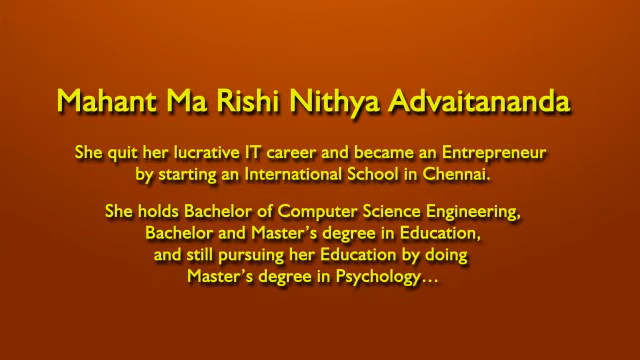 Mahant Ma Rishi Nithya Advaitananda
She quit her lucrative IT career and became an Entrepreneur
by starting an International School in Chennai.
She holds Bachelor of Computer Science Engineering,
Bachelor and Master's degree in Education,
and still pursuing her Education by doing
Master's degree in Psychology...